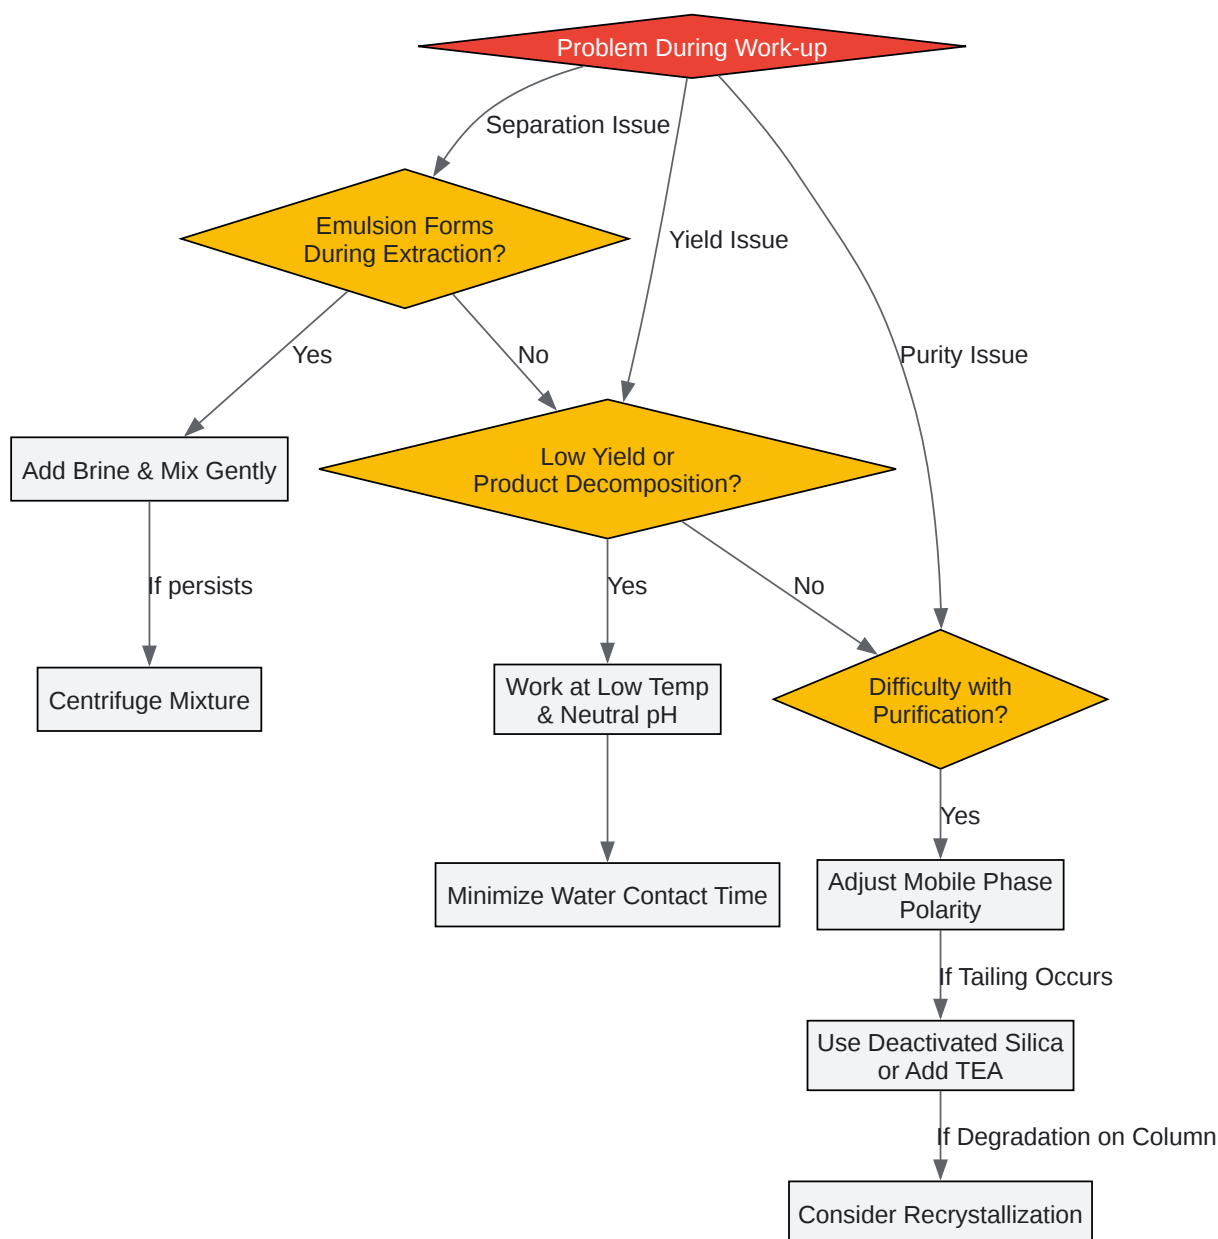 Problem During Work-up
Separation Issue
Emulsion Forms
During Extraction?
Yield Issue
Purity Issue
Yes
No
Add Brine & Mix Gently
Low Yield or
Product Decomposition?
If persists
Yes
No
Centrifuge Mixture
Work at Low Temp
& Neutral pH
Difficulty with
Purification?
Yes
Minimize Water Contact Time
Adjust Mobile Phase
Polarity
If Tailing Occurs
Use Deactivated Silica
or Add TEA
If Degradation on Column
Consider Recrystallization